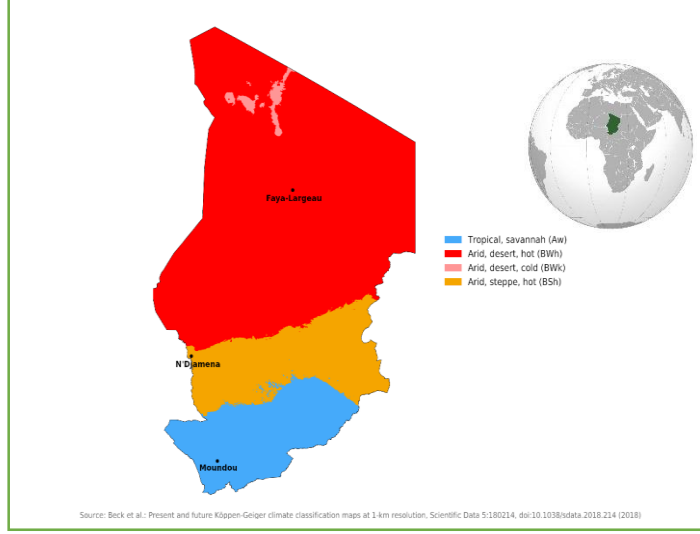 Faya-Largeau
Tropical, savannah (Aw)
Arid, desert, hot (BWh)
Arid, desert, cold (BWk)
Arid, steppe, hot (BSh)
N'Djamena
Moundou
Source: Beck et al.: Present and future Köppen-Geiger climate classification maps at 1-km resolution, Scientific Data 5:180214, doi:10.1038/sdata.2018.214 (2018)